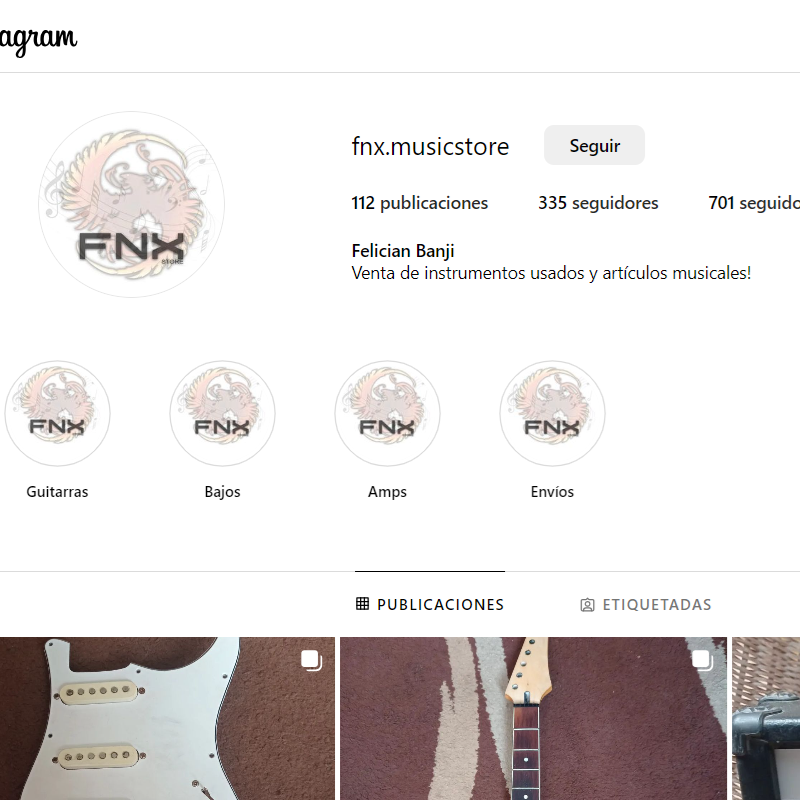 agram
FNX
STORE
fnx.musicstore
Seguir
112 publicaciones
335 seguidores
701 seguido
Felician Banji
Venta de instrumentos usados y artículos musicales!
FNX
FNX
FNX
FNX
Guitarras
Bajos
Amps
Envíos
PUBLICACIONES
ETIQUETADAS